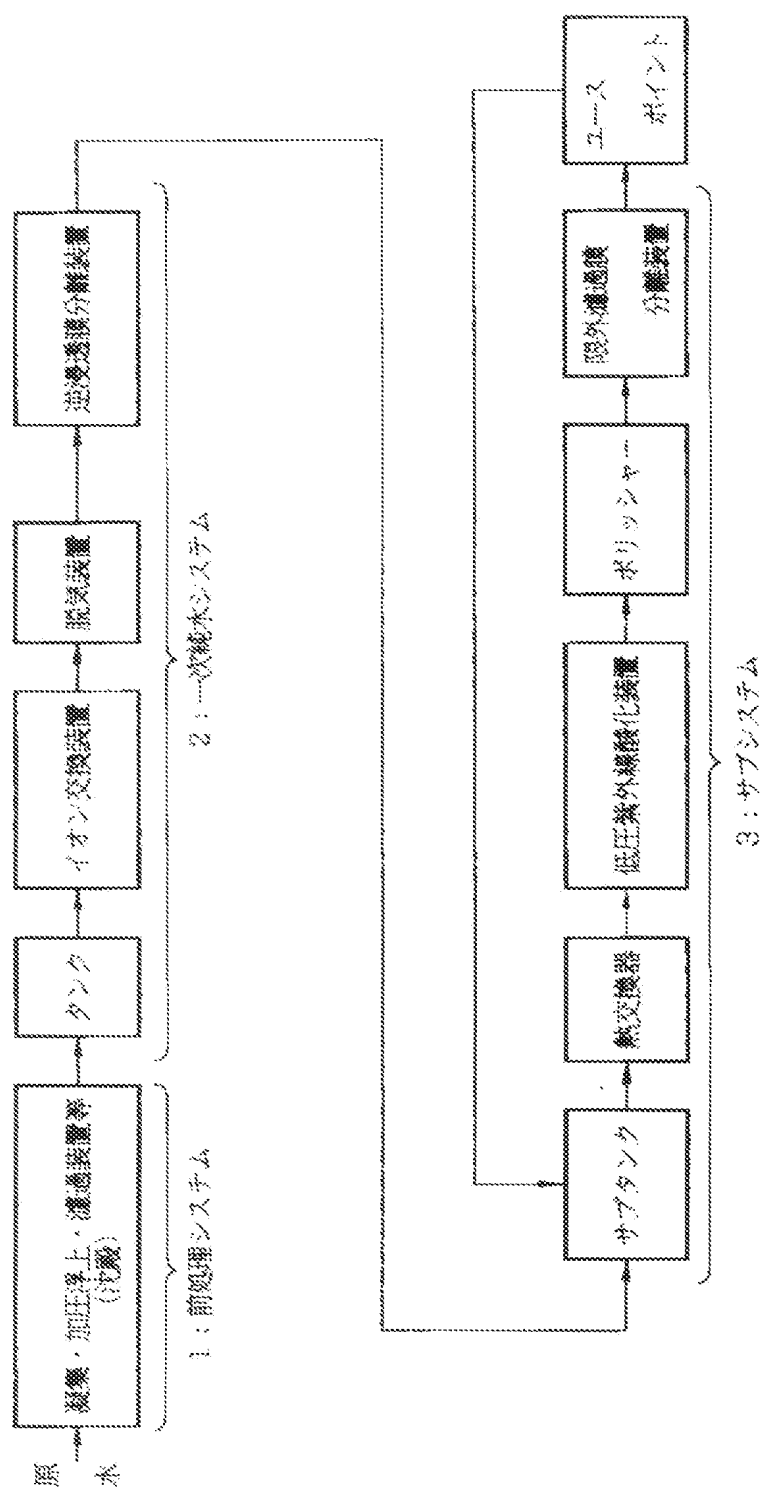 原水
凝集・加圧浮上・濾過装置等
(沈殿)
1:前処理システム
タンク
イオン交換装置
脱気装置
逆浸透膜分離装置
2:一次純水システム
サブタンク
熱交換器
低圧紫外線酸化装置
ポリッシャー
限外濾過膜
分離装置
3:サブシステム
ユース
ポイント